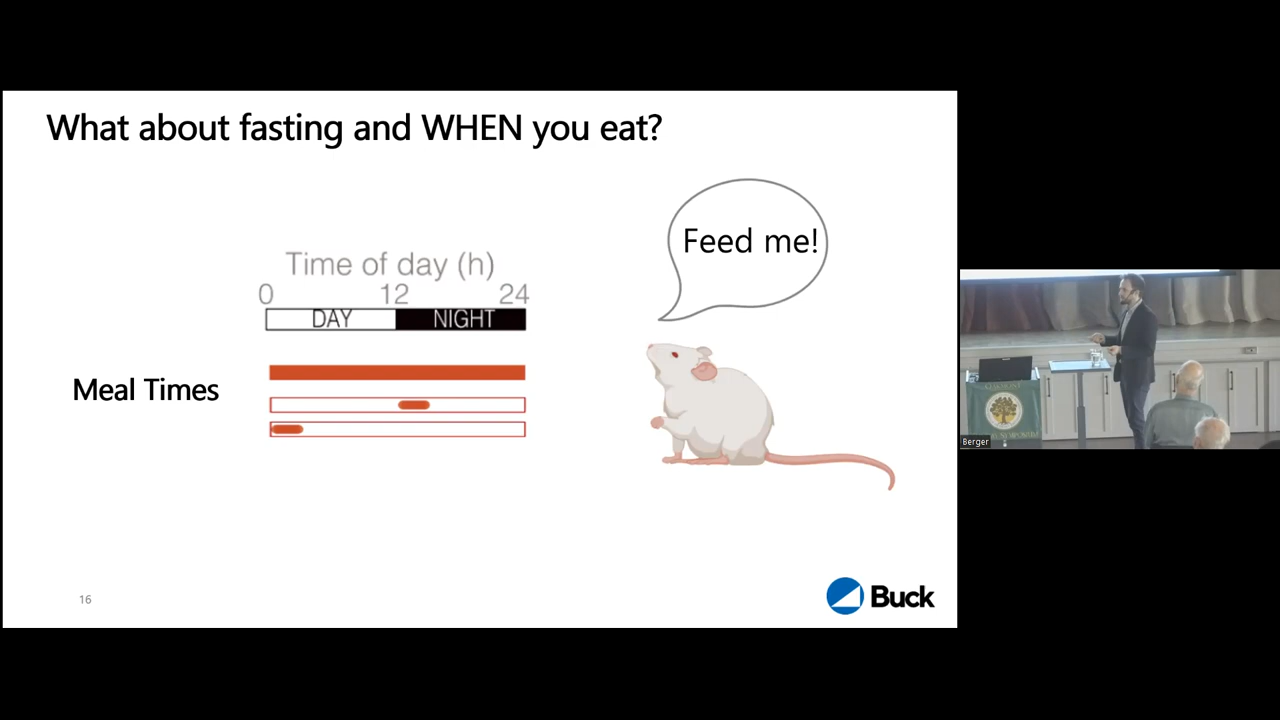 What about fasting and WHEN you eat?
Feed me!
Time of day (h)
0 12 24
DAY NIGHT
Meal Times
16
Buck
Berger